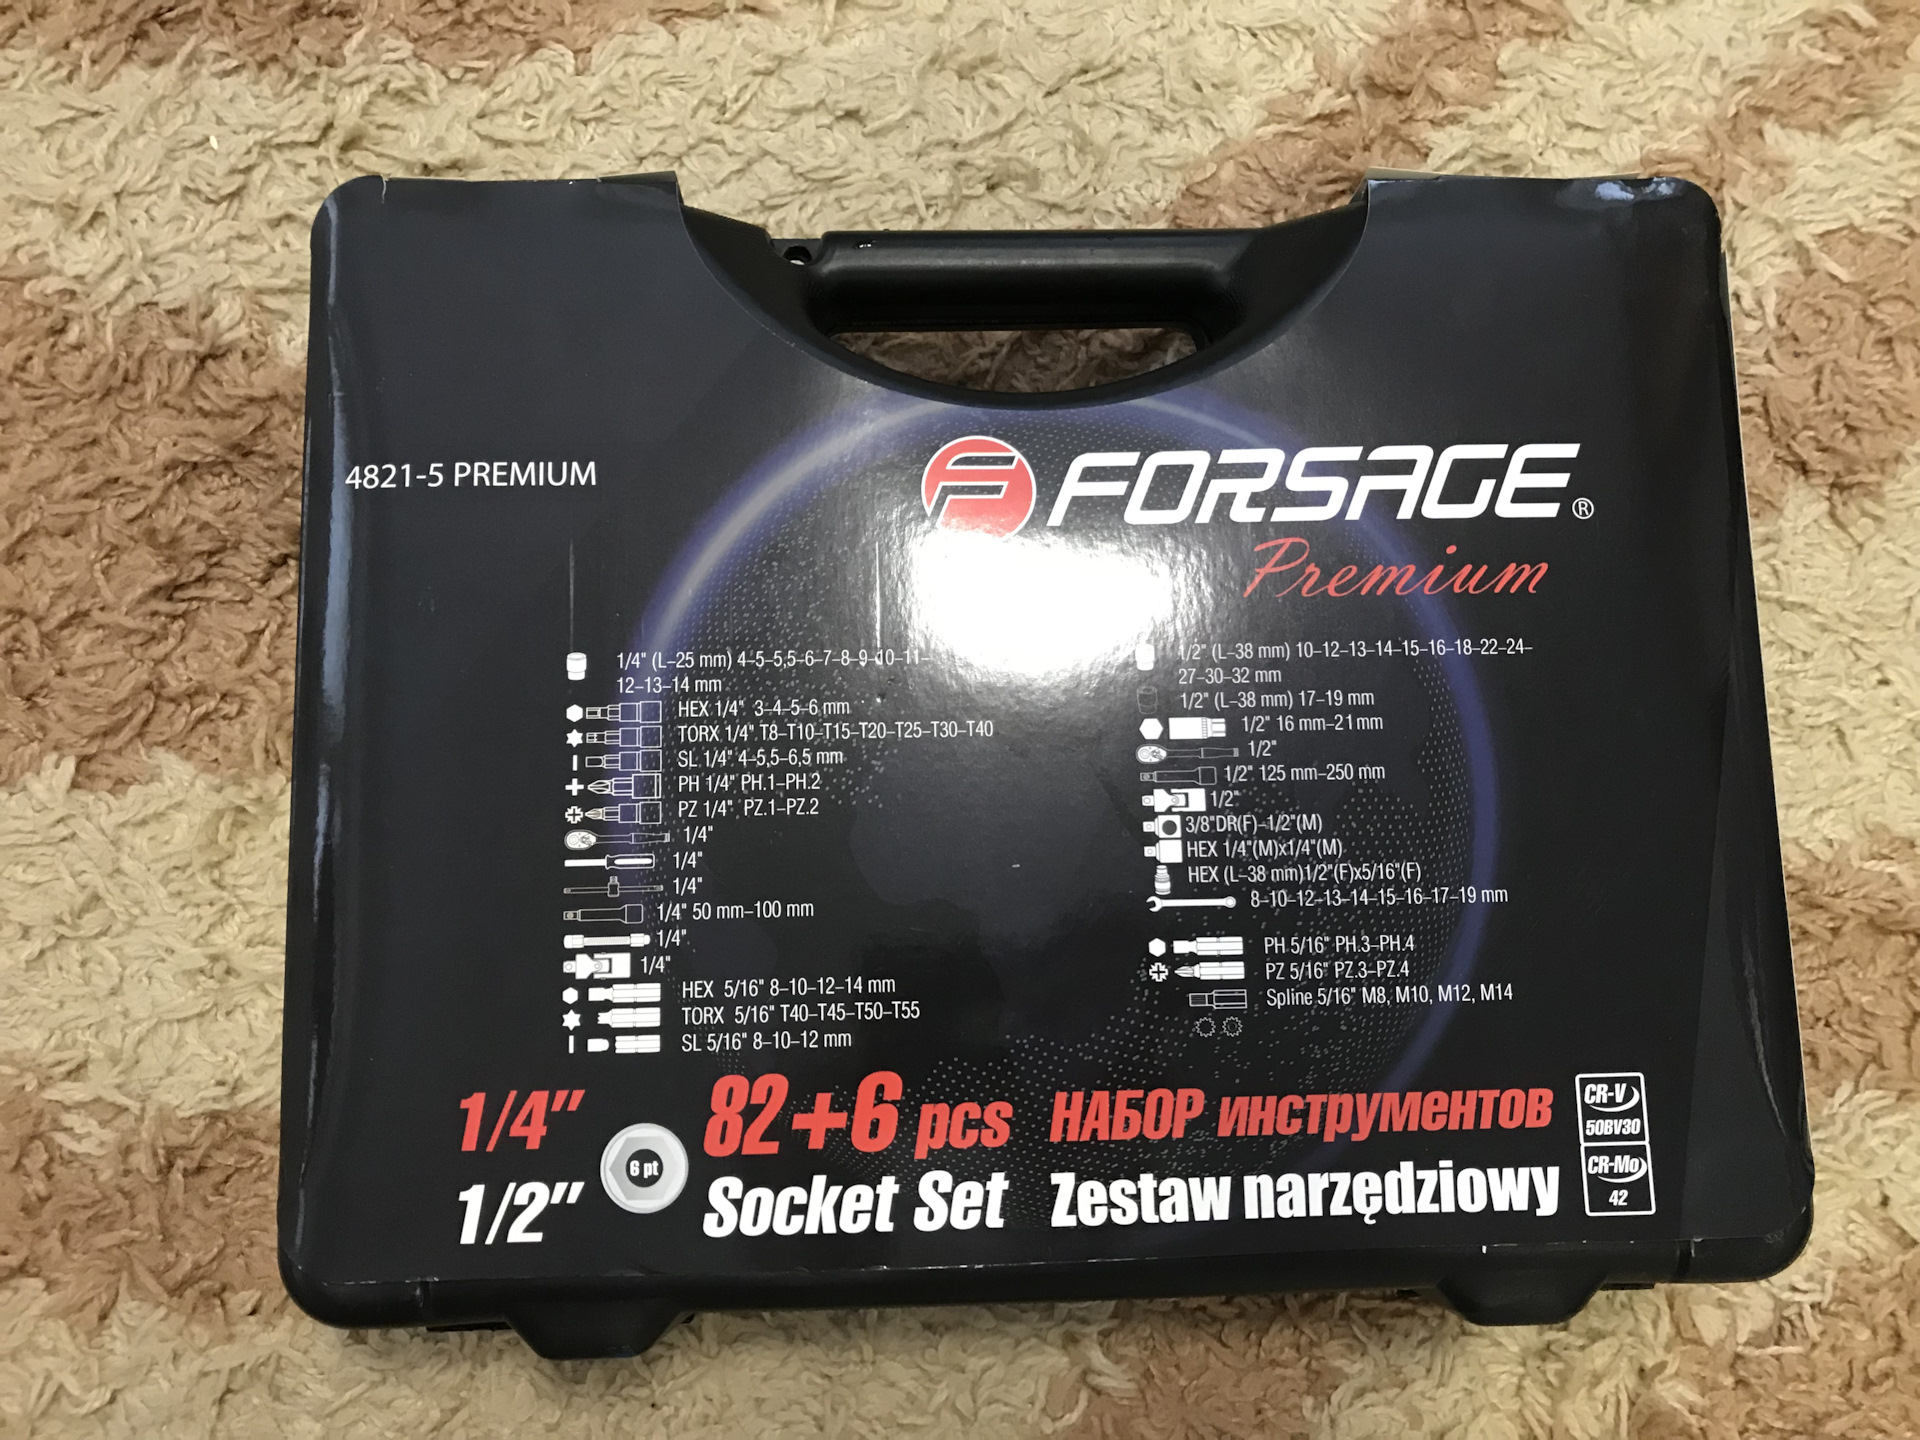 4821-5 PREMIUM
FORSAGE®
Premium
1/4" (L-25 mm) 4-5-5,5-6-7-8-9-10-11-
12-13-14 mm
HEX 1/4" 3-4-5-6 mm
TORX 1/4" T8-T10-T15-T20-T25-T30-T40
SL 1/4" 4-5,5-6,5 mm
PH 1/4" PH.1-PH.2
PZ 1/4" PZ.1-PZ.2
1/4"
1/4"
1/4"
1/4" 50 mm-100 mm
1/4"
1/4"
HEX 5/16" 8-10-12-14 mm
TORX 5/16" T40-T45-T50-T55
SL 5/16" 8-10-12 mm
1/2" (L-38 mm) 10-12-13-14-15-16-18-22-24-
27-30-32 mm
1/2" (L-38 mm) 17-19 mm
1/2" 16 mm-21 mm
1/2"
1/2" 125 mm-250 mm
1/2"
3/8"DR(F)-1/2"(M)
HEX 1/4"(M)x1/4"(M)
HEX (L-38 mm)1/2"(F)x5/16"(F)
8-10-12-13-14-15-16-17-19 mm
PH 5/16" PH.3-PH.4
PZ 5/16" PZ.3-PZ.4
Spline 5/16" M8, M10, M12, M14
1/4"
1/2"
6 pt
82+6 pcs
Socket Set
НАБОР инструментов
Zestaw narzędziowy
CR-V
50BV30
CR-Mo
42